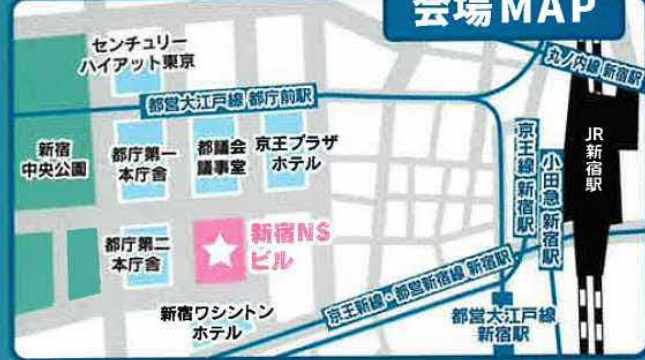 会場MAP
センチュリー
ハイアット東京
丸ノ内線 新宿駅
都営大江戸線 都庁前駅
新宿
中央公園
都庁第一
本庁舎
都議会
議事堂
京王プラザ
ホテル
京王線 新宿駅
小田急 新宿駅
JR新宿駅
都庁第二
本庁舎
新宿NS
ビル
新宿ワシントン
ホテル
京王新線・都営新宿線 新宿駅
都営大江戸線
新宿駅